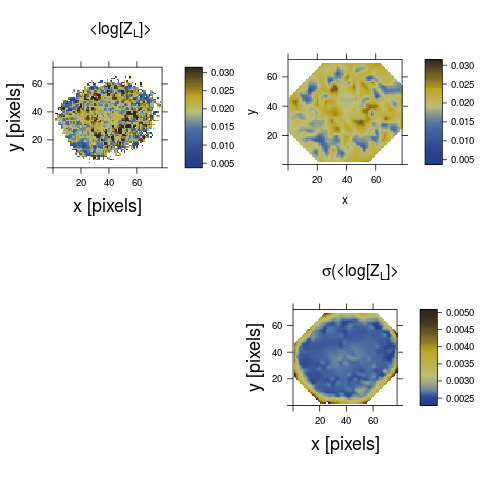 <log[Z_L]>
y [pixels]
60
40
20
20 40 60
x [pixels]
0.030
0.025
0.020
0.015
0.010
0.005
y
60
40
20
20 40 60
x
0.030
0.025
0.020
0.015
0.010
0.005
σ(<log[Z_L]>
y [pixels]
60
40
20
20 40 60
x [pixels]
0.0050
0.0045
0.0040
0.0035
0.0030
0.0025